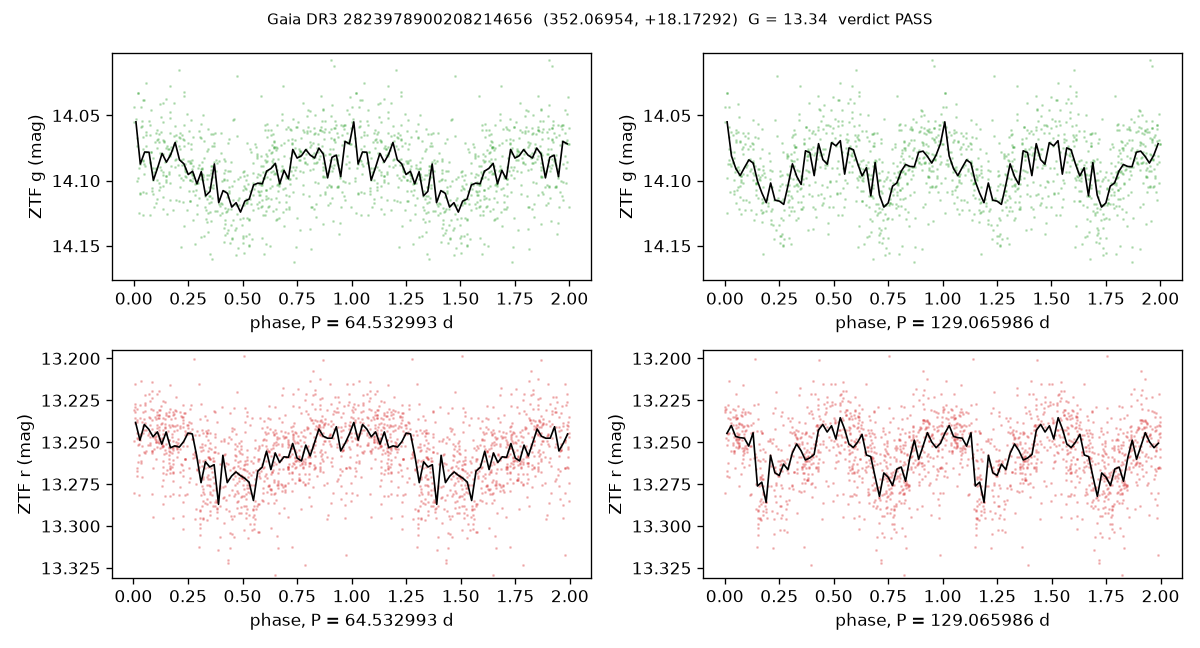 Gaia DR3 2823978900208214656  (352.06954, +18.17292)  G = 13.34  verdict PASS
ZTF g (mag)
14.05
14.10
14.15
0.00 0.25 0.50 0.75 1.00 1.25 1.50 1.75 2.00
phase, P = 64.532993 d
ZTF g (mag)
14.05
14.10
14.15
0.00 0.25 0.50 0.75 1.00 1.25 1.50 1.75 2.00
phase, P = 129.065986 d
ZTF r (mag)
13.200
13.225
13.250
13.275
13.300
13.325
0.00 0.25 0.50 0.75 1.00 1.25 1.50 1.75 2.00
phase, P = 64.532993 d
ZTF r (mag)
13.200
13.225
13.250
13.275
13.300
13.325
0.00 0.25 0.50 0.75 1.00 1.25 1.50 1.75 2.00
phase, P = 129.065986 d